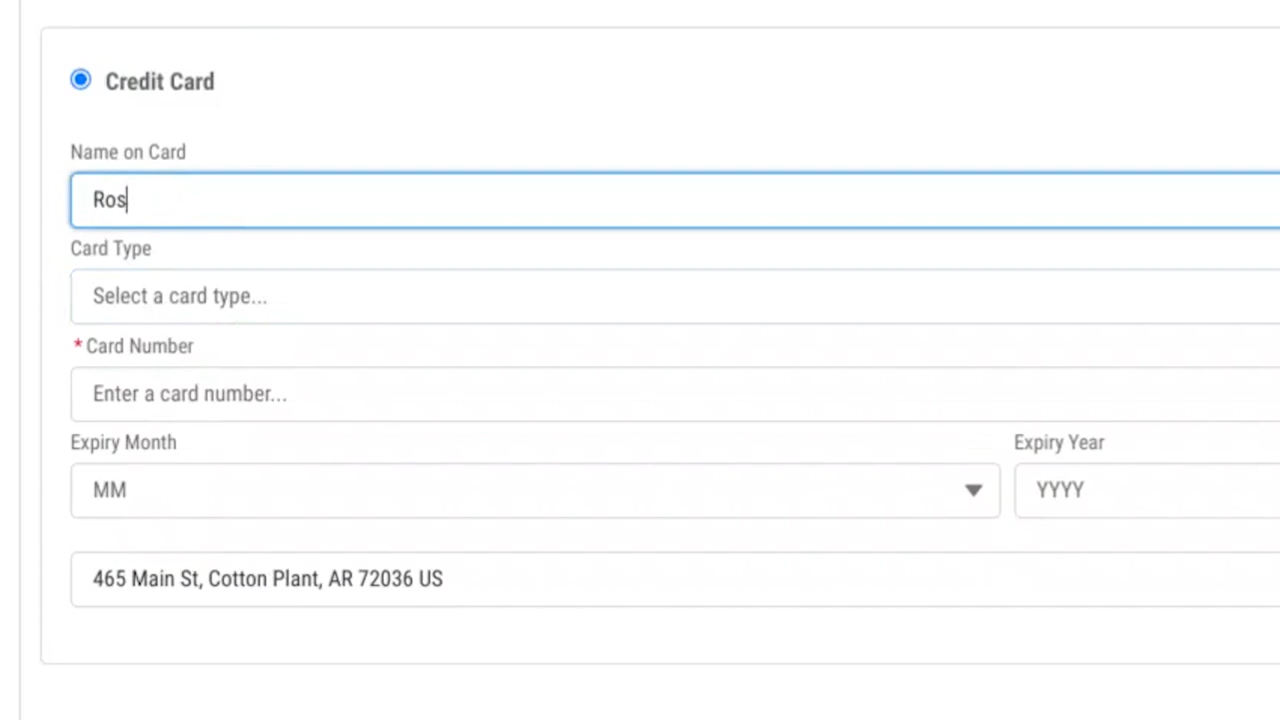 Credit Card
Name on Card
Ros
Card Type
Select a card type...
* Card Number
Enter a card number...
Expiry Month
Expiry Year
MM
YYYY
465 Main St, Cotton Plant, AR 72036 US